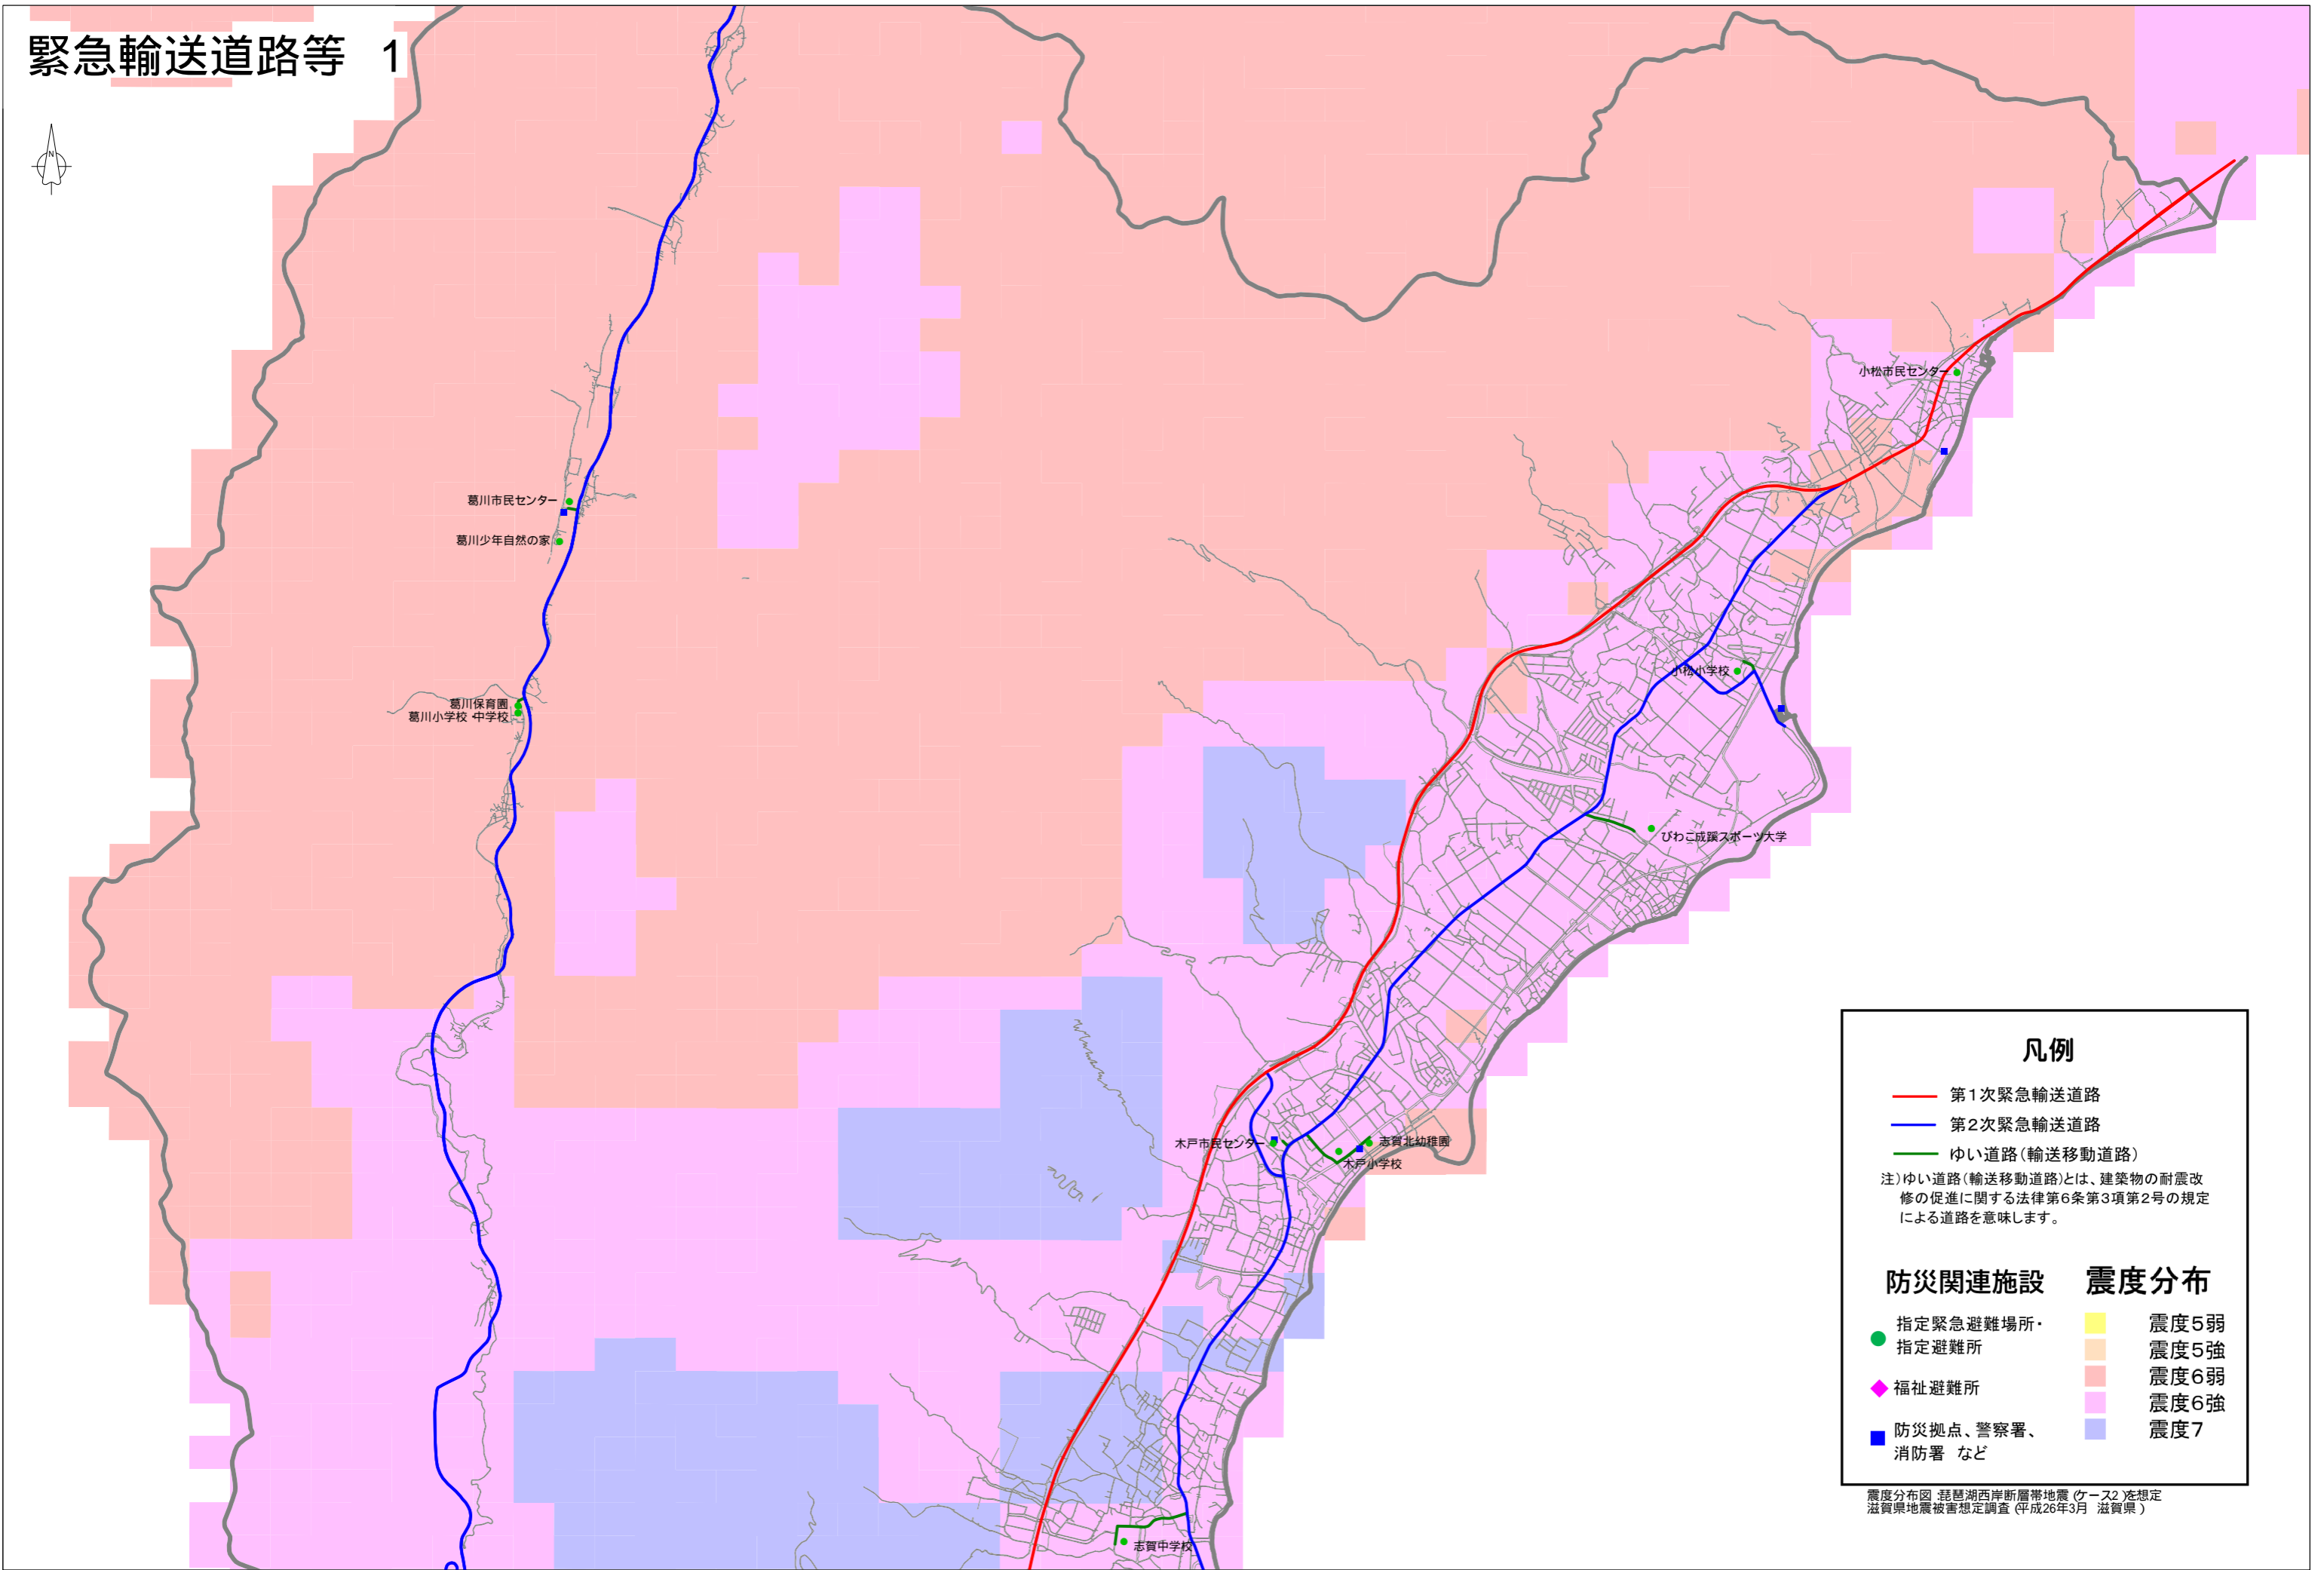 緊急輸送道路等　1
N
小松市民センター
葛川市民センター
葛川少年自然の家
小松小学校
葛川保育園
葛川小学校・中学校
びわこ成蹊スポーツ大学
木戸市民センター
志賀北幼稚園
木戸小学校
志賀中学校
凡例
第1次緊急輸送道路
第2次緊急輸送道路
ゆい道路(輸送移動道路)
注)ゆい道路(輸送移動道路)とは、建築物の耐震改
修の促進に関する法律第6条第3項第2号の規定
による道路を意味します。
防災関連施設
指定緊急避難場所・
指定避難所
福祉避難所
防災拠点、警察署、
消防署　など
震度分布
震度5弱
震度5強
震度6弱
震度6強
震度7
震度分布図:琵琶湖西岸断層帯地震(ケース2)を想定
滋賀県地震被害想定調査(平成26年3月　滋賀県)